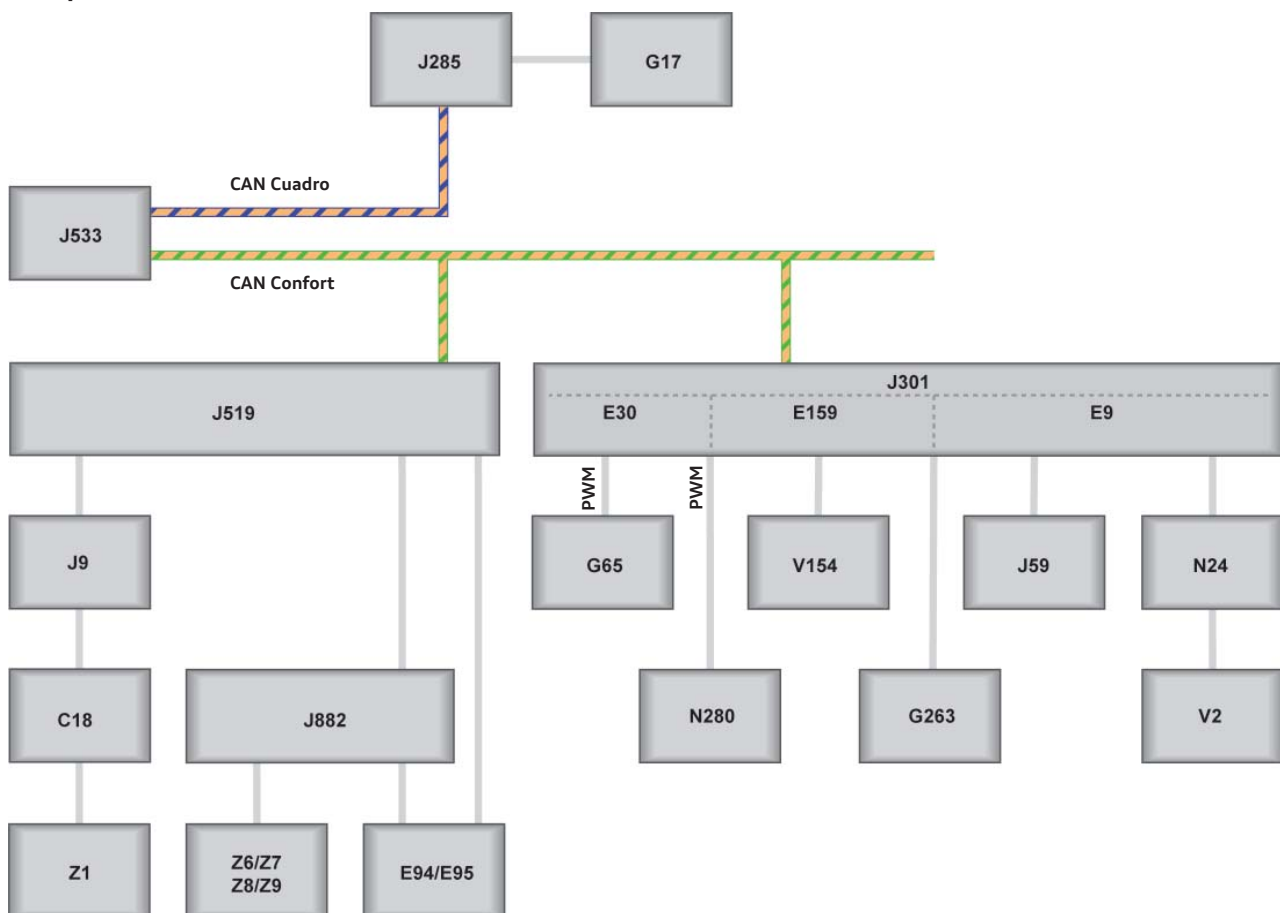 J285
G17
CAN Cuadro
J533
CAN Confort
J519
J301
E30
E159
E9
PWM
PWM
J9
G65
V154
J59
N24
C18
J882
N280
G263
V2
Z1
Z6/Z7
Z8/Z9
E94/E95